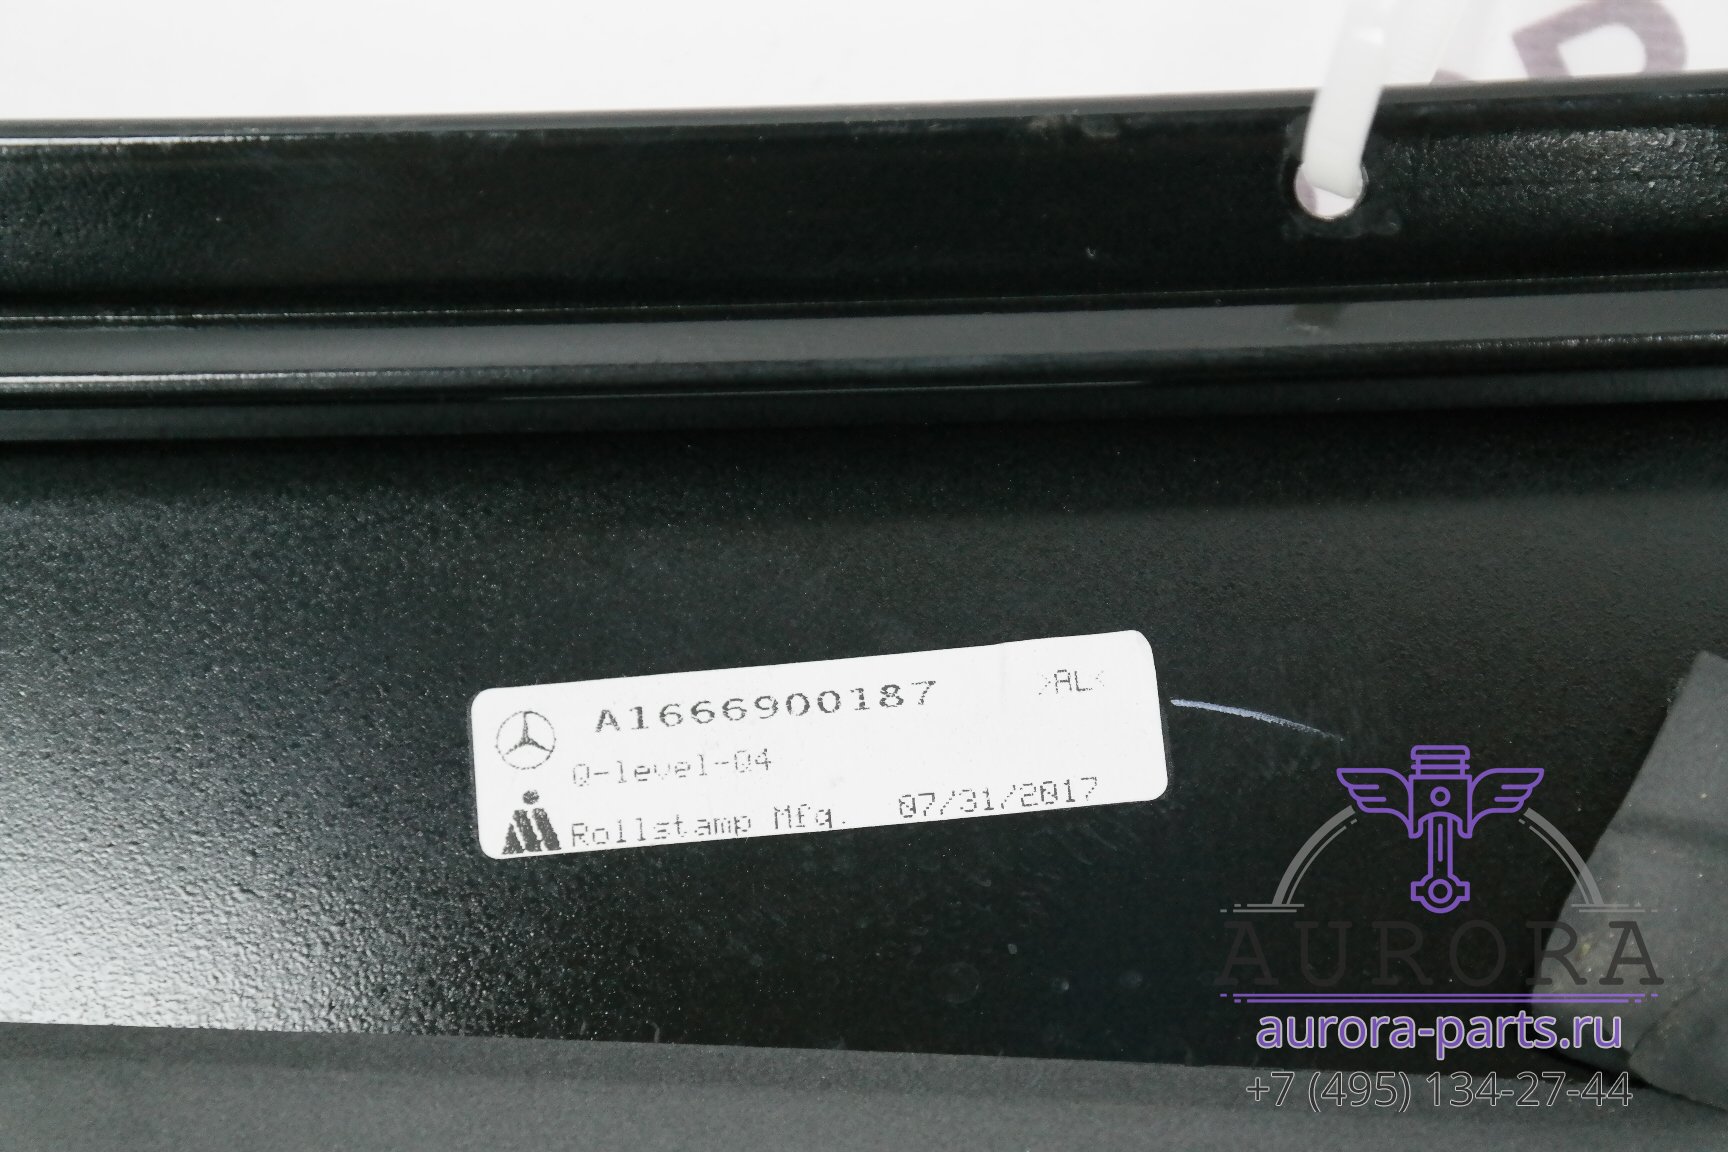 A1666900187 >AL<
Q-level-04
Rollstamp Mfg. 07/31/2017
AURORA
aurora-parts.ru
+7 (495) 134-27-44